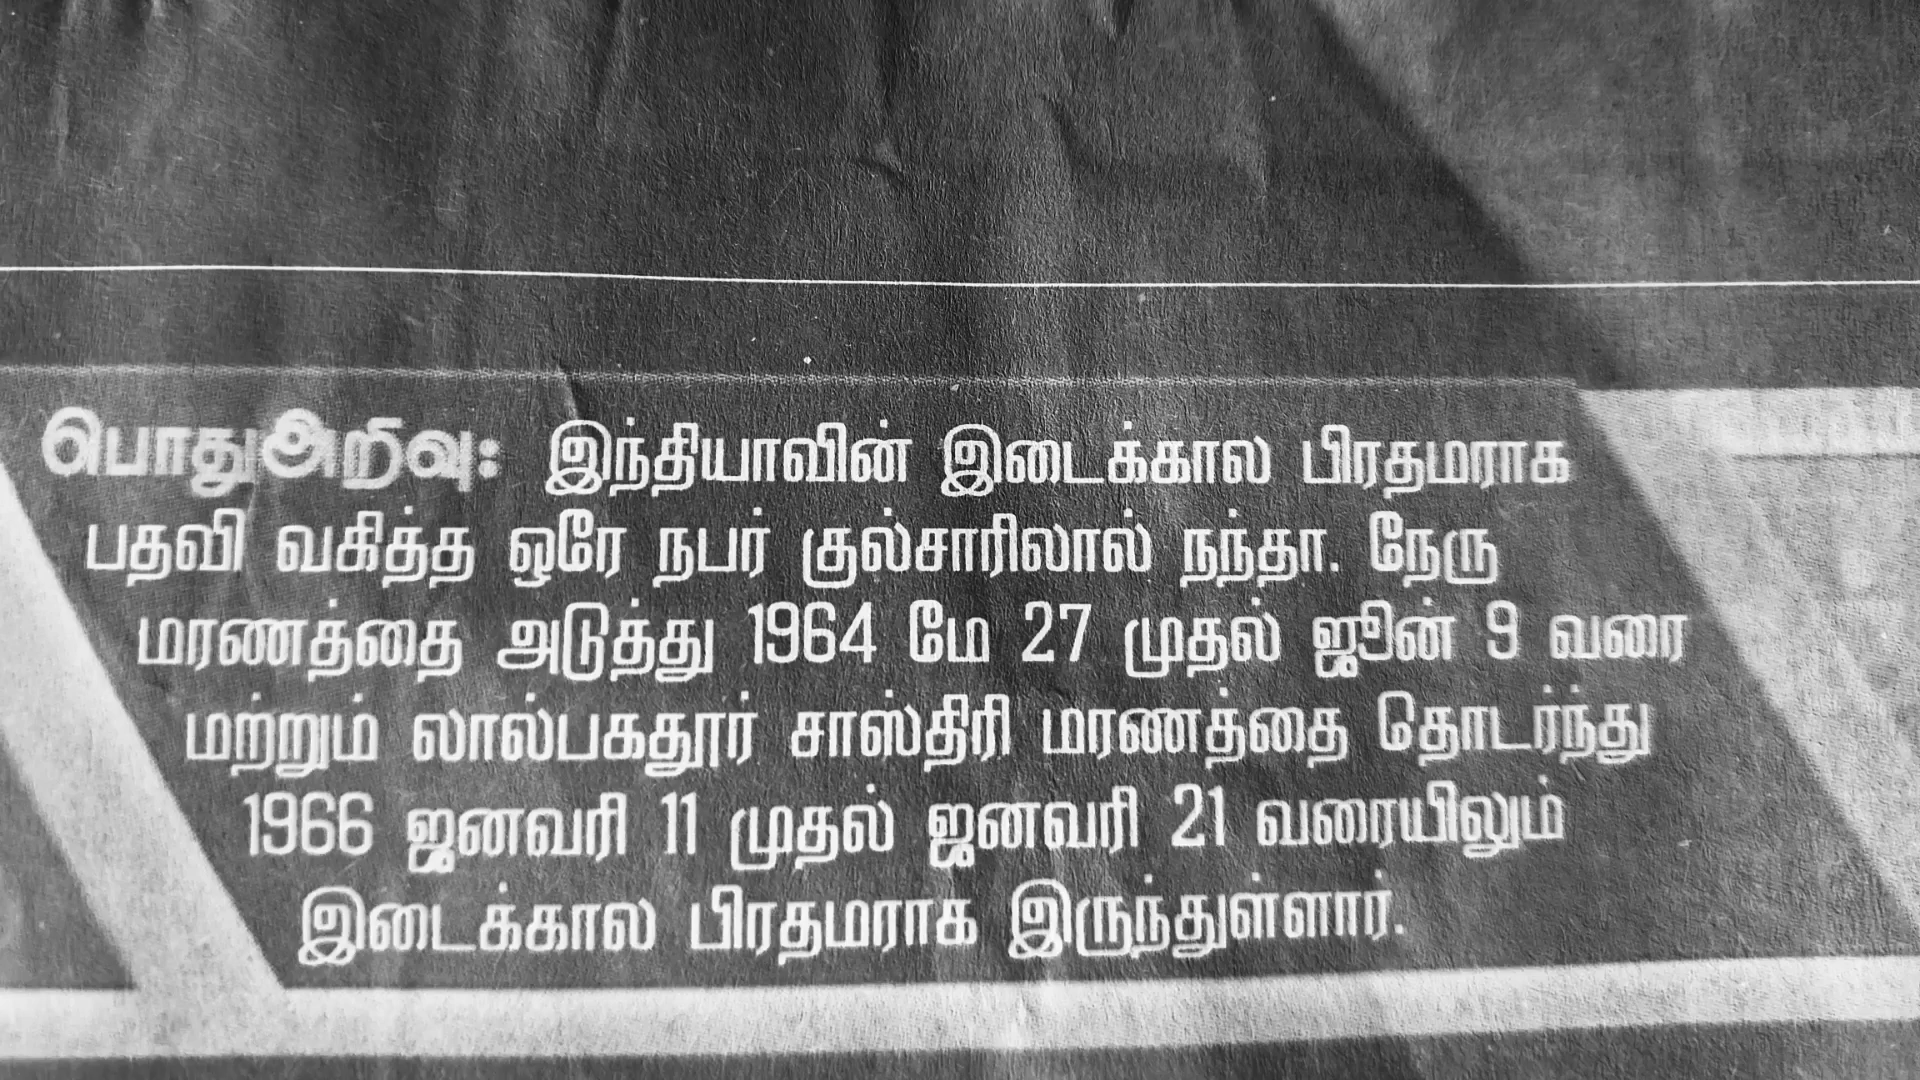 பொதுஅறிவு: இந்தியாவின் இடைக்கால பிரதமராக
பதவி வகித்த ஒரே நபர் குல்சாரிலால் நந்தா. நேரு
மரணத்தை அடுத்து 1964 மே 27 முதல் ஜூன் 9 வரை
மற்றும் லால்பகதூர் சாஸ்திரி மரணத்தை தொடர்ந்து
1966 ஜனவரி 11 முதல் ஜனவரி 21 வரையிலும்
இடைக்கால பிரதமராக இருந்துள்ளார்.